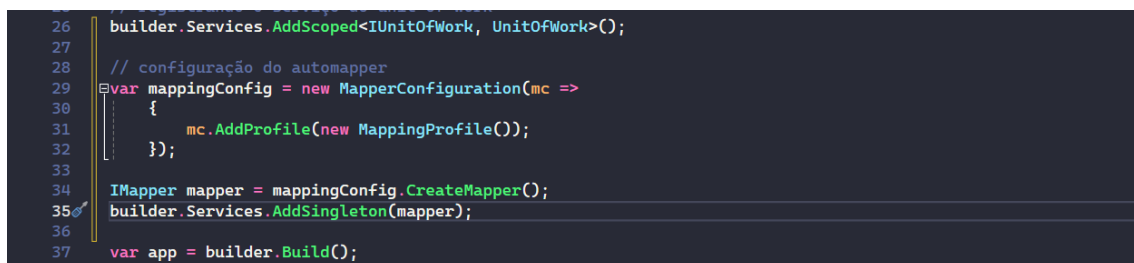 26 builder.Services.AddScoped<IUnitOfWork, UnitOfWork>();
27
28 // configuração do automapper
29 var mappingConfig = new MapperConfiguration(mc =>
30 {
31 mc.AddProfile(new MappingProfile());
32 });
33
34 IMapper mapper = mappingConfig.CreateMapper();
35 builder.Services.AddSingleton(mapper);
36
37 var app = builder.Build();